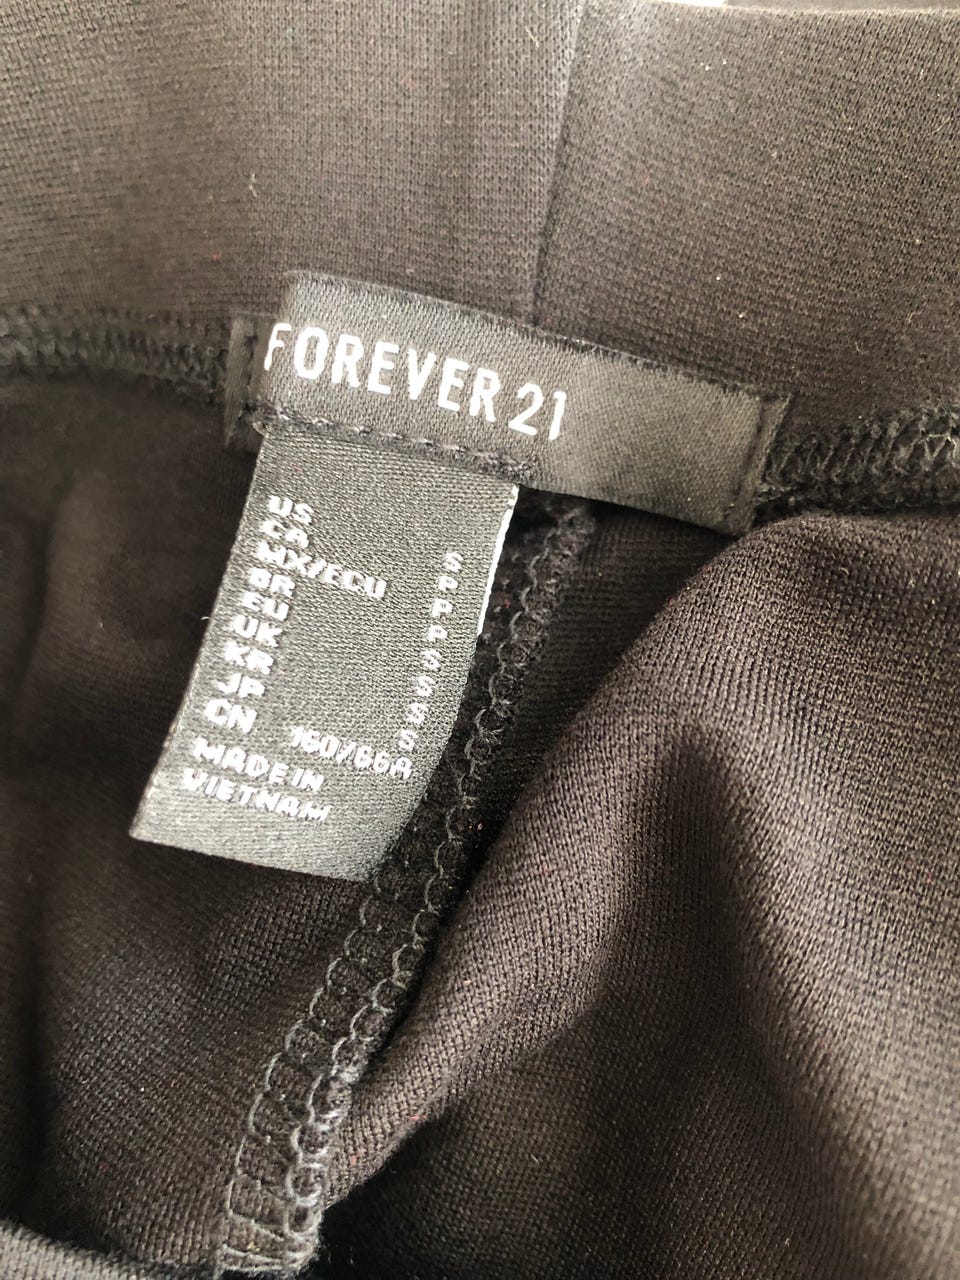 FOREVER 21
US S
CA P
MX/ECU P
BR P
EU S
UK S
KR S
JP S
CN 160/66A
MADE IN
VIETNAM